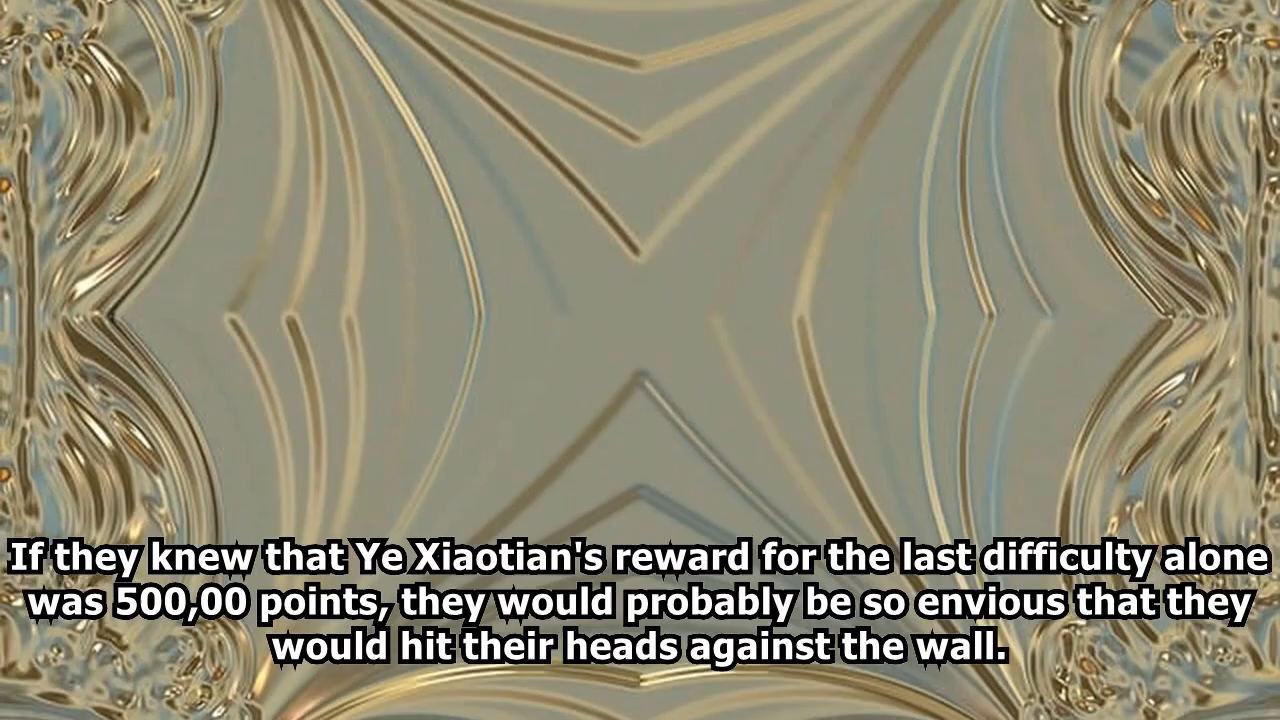 If they knew that Ye Xiaotian's reward for the last difficulty alone
was 500,00 points, they would probably be so envious that they
would hit their heads against the wall.